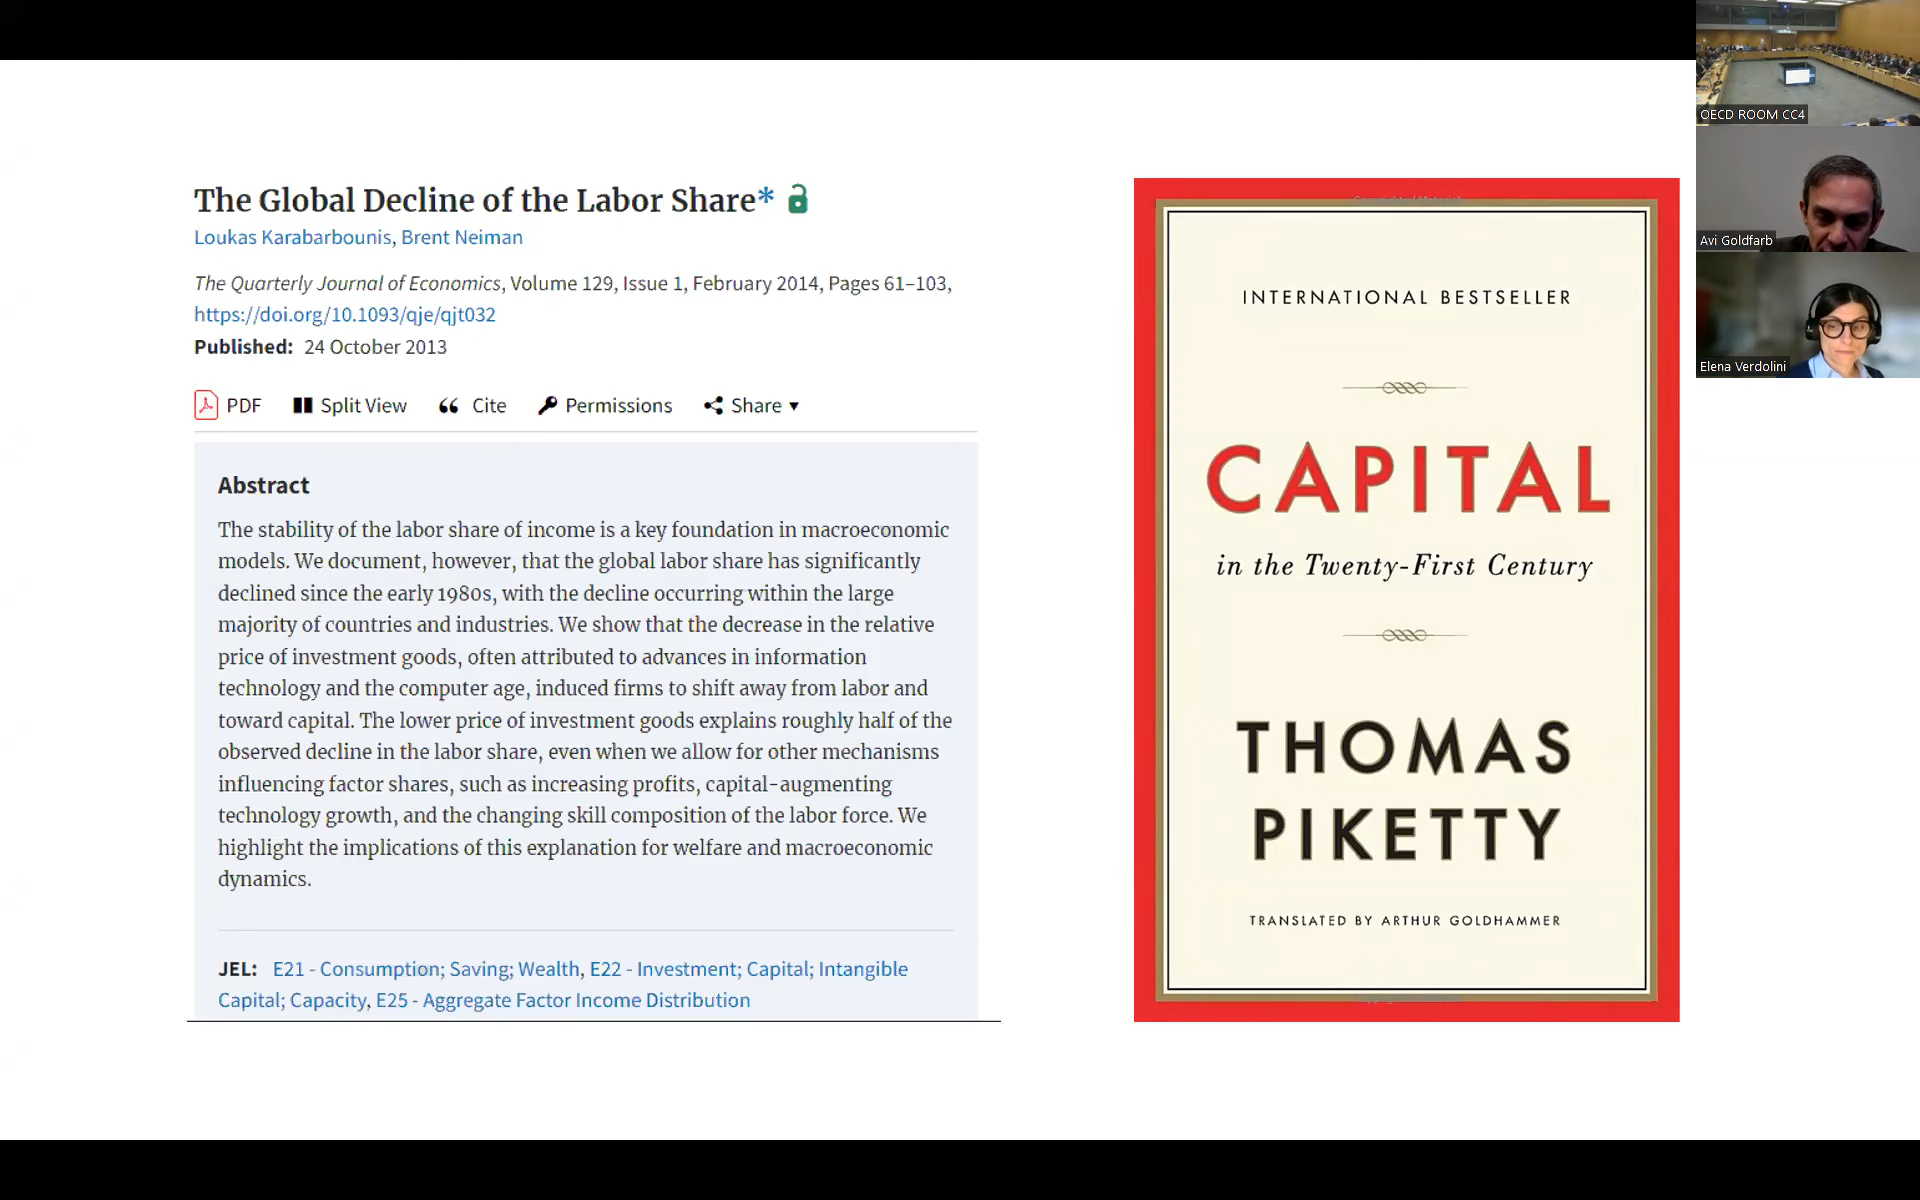 The Global Decline of the Labor Share*
Loukas Karabarbounis, Brent Neiman
The Quarterly Journal of Economics, Volume 129, Issue 1, February 2014, Pages 61–103,
https://doi.org/10.1093/qje/qjt032
Published: 24 October 2013
PDF Split View Cite Permissions Share
Abstract
The stability of the labor share of income is a key foundation in macroeconomic
models. We document, however, that the global labor share has significantly
declined since the early 1980s, with the decline occurring within the large
majority of countries and industries. We show that the decrease in the relative
price of investment goods, often attributed to advances in information
technology and the computer age, induced firms to shift away from labor and
toward capital. The lower price of investment goods explains roughly half of the
observed decline in the labor share, even when we allow for other mechanisms
influencing factor shares, such as increasing profits, capital-augmenting
technology growth, and the changing skill composition of the labor force. We
highlight the implications of this explanation for welfare and macroeconomic
dynamics.
JEL: E21 - Consumption; Saving; Wealth, E22 - Investment; Capital; Intangible
Capital; Capacity, E25 - Aggregate Factor Income Distribution
INTERNATIONAL BESTSELLER
CAPITAL
in the Twenty-First Century
THOMAS
PIKETTY
TRANSLATED BY ARTHUR GOLDHAMMER
OECD ROOM CC4
Avi Goldfarb
Elena Verdolini